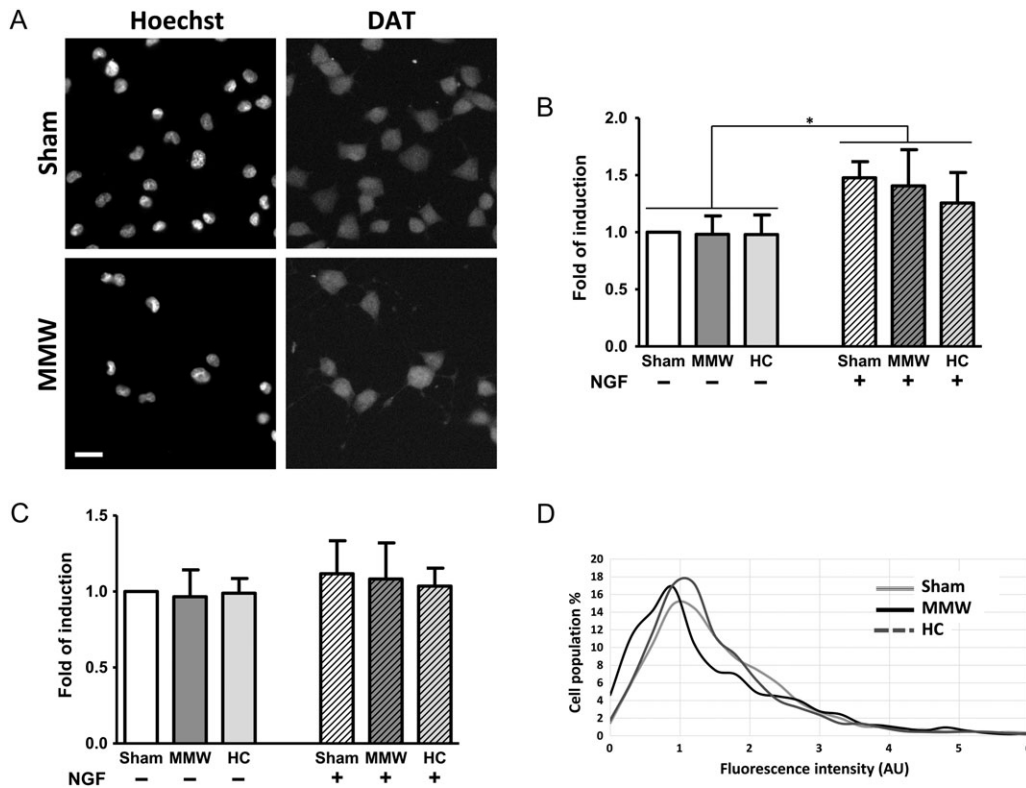 A
Hoechst
DAT
Sham
MMW
B
Fold of induction
2.0
1.5
1.0
0.5
0.0
*
Sham MMW HC Sham MMW HC
NGF − − − + + +
C
Fold of induction
1.5
1.0
0.5
0.0
Sham MMW HC Sham MMW HC
NGF − − − + + +
D
Cell population %
20
18
16
14
12
10
8
6
4
2
0
Sham
MMW
HC
0 1 2 3 4 5
Fluorescence intensity (AU)